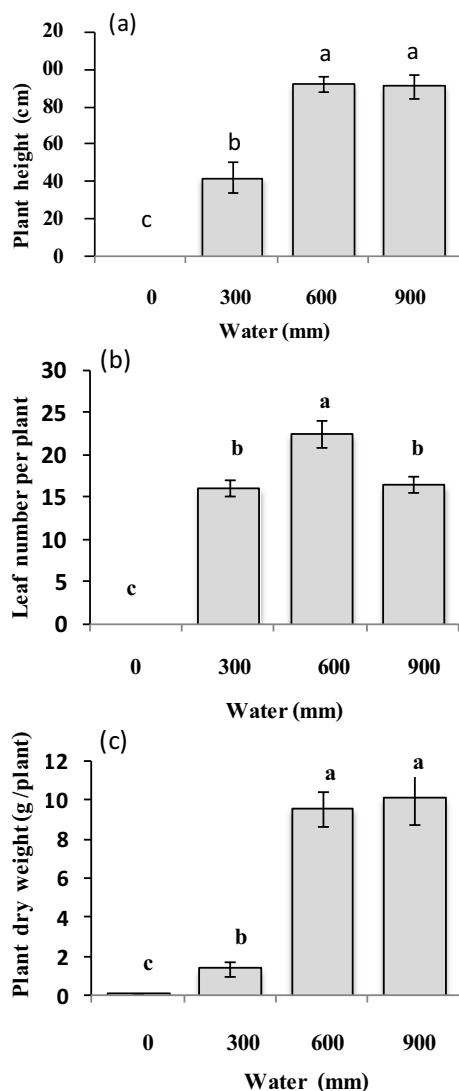 (a)
Plant height (cm)
20
00
80
60
40
20
0
c
b
a
a
0 300 600 900
Water (mm)
(b)
Leaf number per plant
30
25
20
15
10
5
0
c
b
a
b
0 300 600 900
Water (mm)
(c)
Plant dry weight (g /plant)
12
10
8
6
4
2
0
c
b
a
a
0 300 600 900
Water (mm)